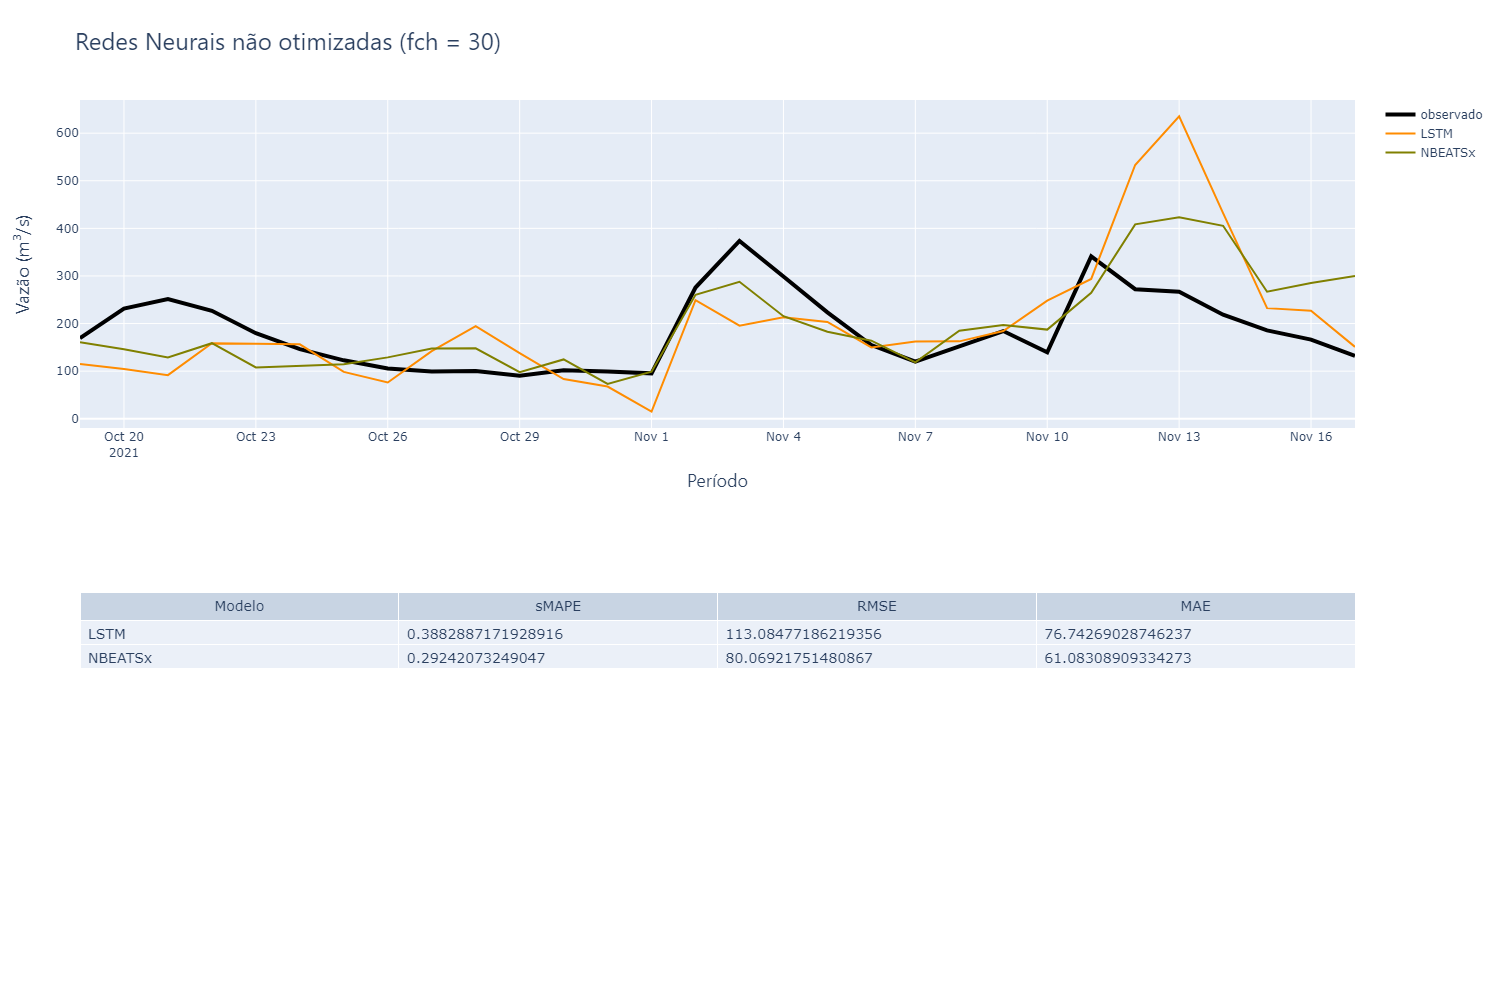 Redes Neurais não otimizadas (fch = 30)
observado
LSTM
NBEATSx
Vazão (m³/s)
600
500
400
300
200
100
0
Oct 20 Oct 23 Oct 26 Oct 29 Nov 1 Nov 4 Nov 7 Nov 10 Nov 13 Nov 16
2021
Período
Modelo sMAPE RMSE MAE
LSTM 0.3882887171928916 113.08477186219356 76.74269028746237
NBEATSx 0.29242073249047 80.06921751480867 61.08308909334273